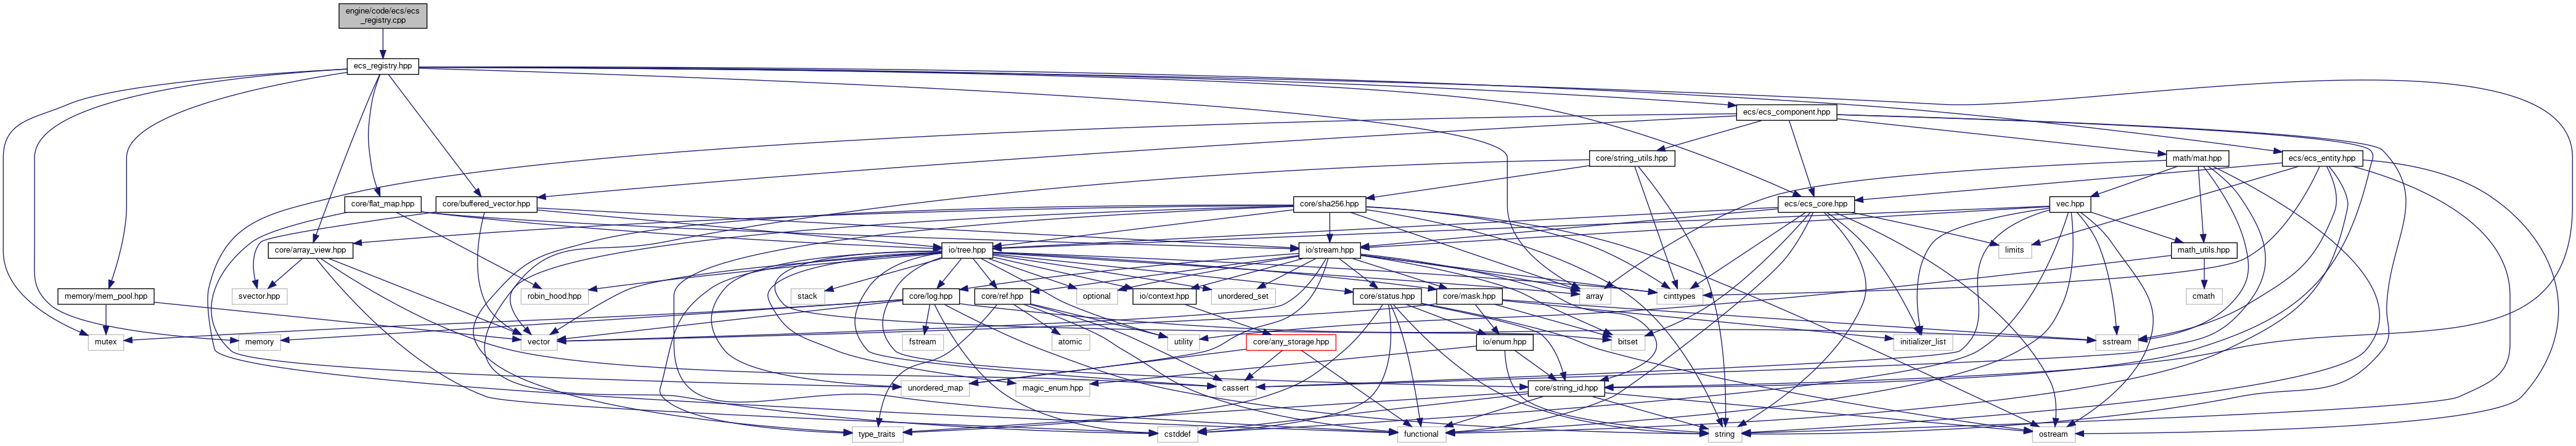 engine/code/ecs/ecs
_registry.cpp
ecs_registry.hpp
ecs/ecs_component.hpp
core/string_utils.hpp
math/mat.hpp
ecs/ecs_entity.hpp
core/flat_map.hpp
core/buffered_vector.hpp
core/sha256.hpp
ecs/ecs_core.hpp
vec.hpp
core/array_view.hpp
io/tree.hpp
io/stream.hpp
limits
math_utils.hpp
memory/mem_pool.hpp
svector.hpp
robin_hood.hpp
stack
core/log.hpp
core/ref.hpp
optional
io/context.hpp
unordered_set
core/status.hpp
core/mask.hpp
array
cinttypes
cmath
mutex
memory
vector
fstream
atomic
utility
core/any_storage.hpp
io/enum.hpp
bitset
initializer_list
sstream
unordered_map
magic_enum.hpp
cassert
core/string_id.hpp
type_traits
cstddef
functional
string
ostream